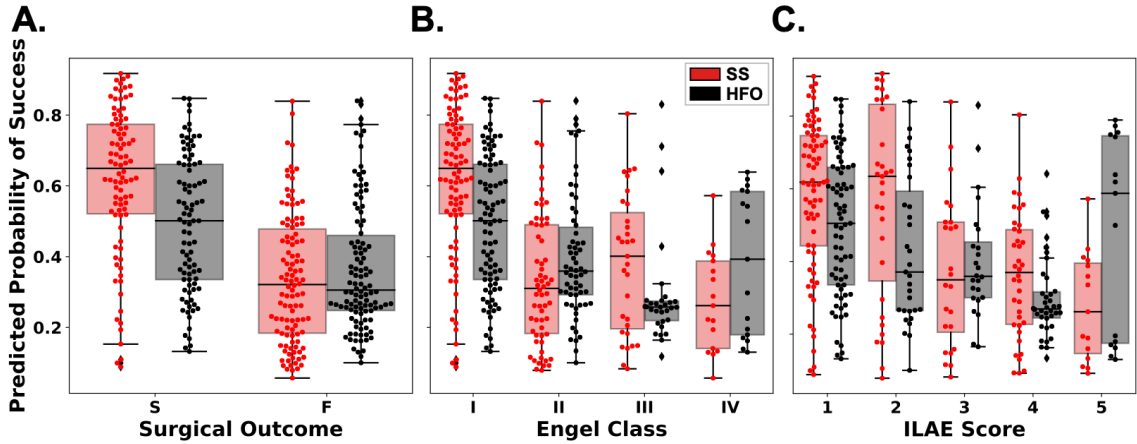 A.
B.
C.
Predicted Probability of Success
0.8
0.6
0.4
0.2
S
F
Surgical Outcome
SS
HFO
I
II
III
IV
Engel Class
1
2
3
4
5
ILAE Score